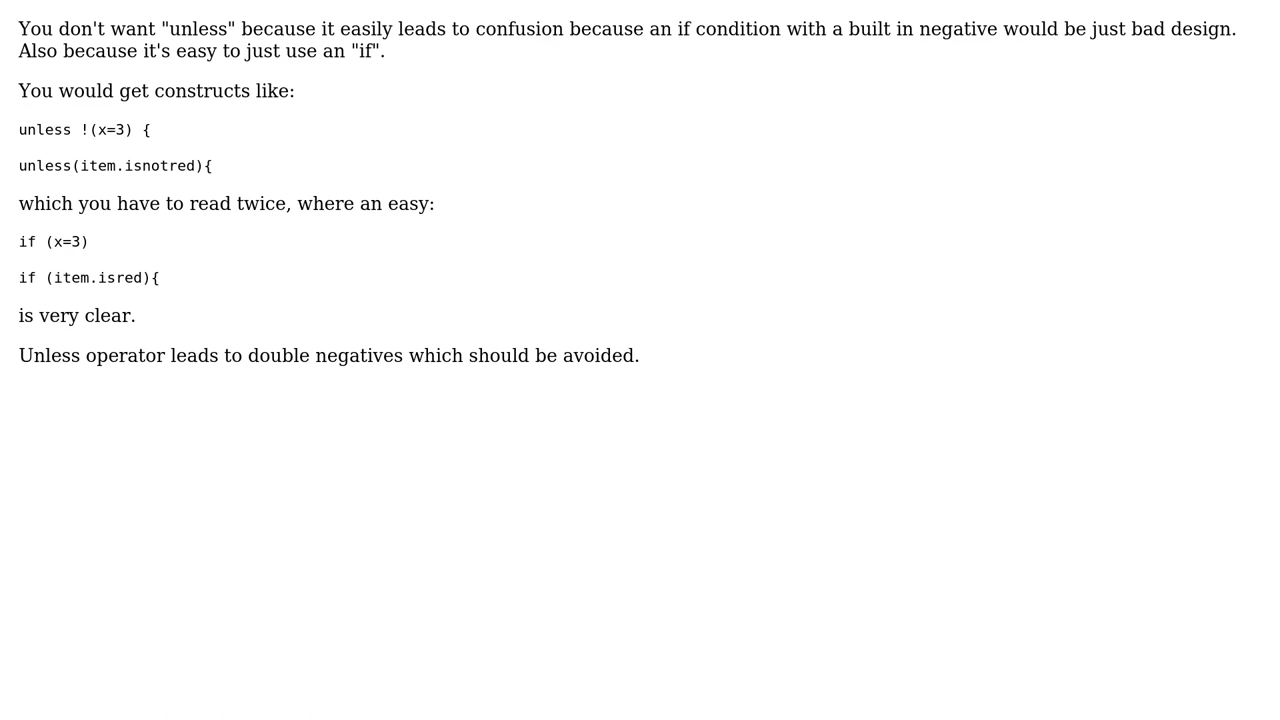 You don't want "unless" because it easily leads to confusion because an if condition with a built in negative would be just bad design.
Also because it's easy to just use an "if".
You would get constructs like:
unless !(x=3) {
unless(item.isnotred){
which you have to read twice, where an easy:
if (x=3)
if (item.isred){
is very clear.
Unless operator leads to double negatives which should be avoided.